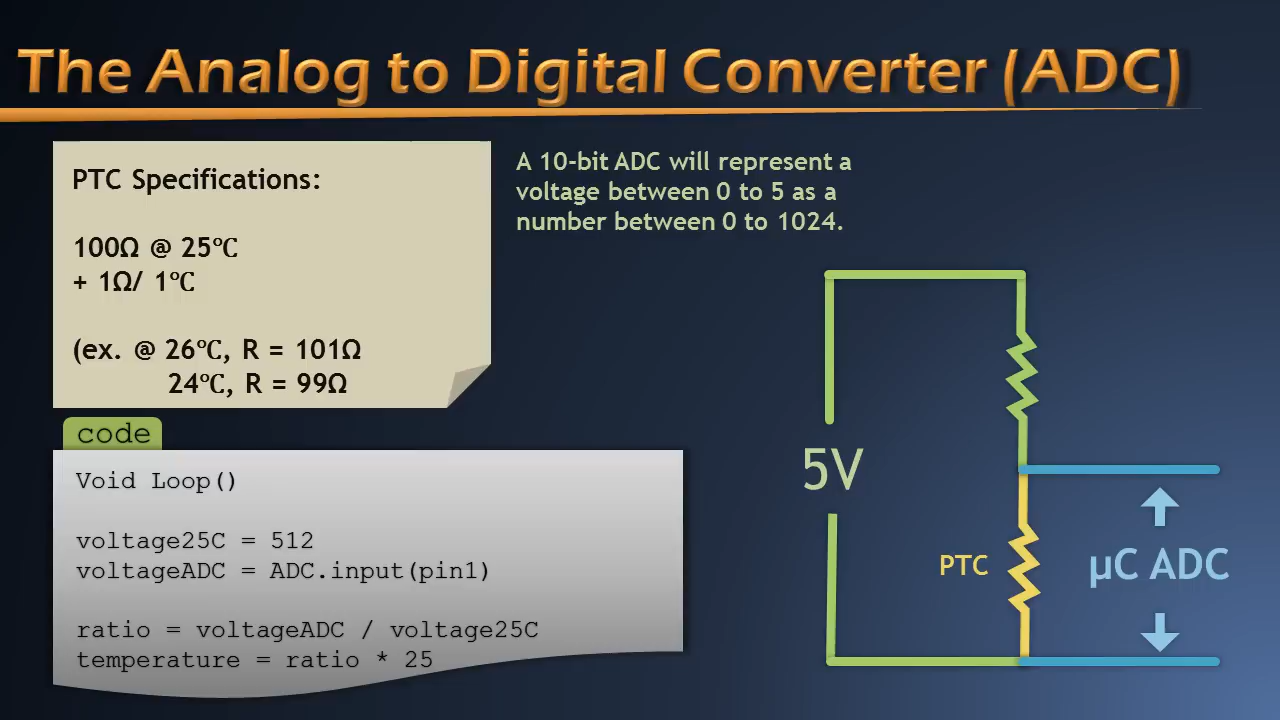 The Analog to Digital Converter (ADC)
PTC Specifications:
100Ω @ 25℃
+ 1Ω/ 1℃
(ex. @ 26℃, R = 101Ω
24℃, R = 99Ω
A 10-bit ADC will represent a
voltage between 0 to 5 as a
number between 0 to 1024.
code
Void Loop()
voltage25C = 512
voltageADC = ADC.input(pin1)
ratio = voltageADC / voltage25C
temperature = ratio * 25
5V
PTC
µC ADC